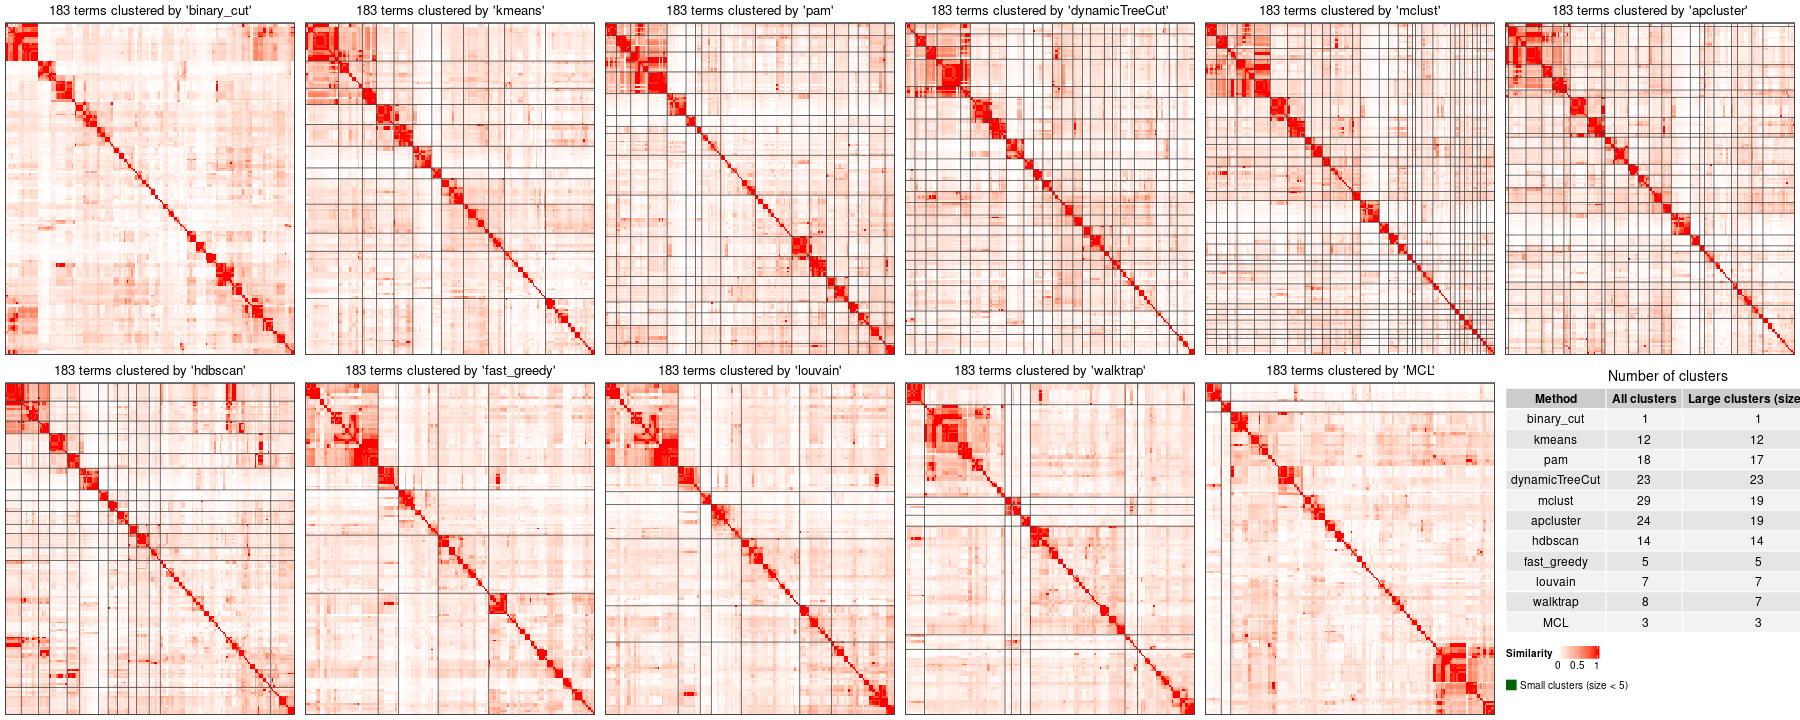 183 terms clustered by 'binary_cut'
183 terms clustered by 'kmeans'
183 terms clustered by 'pam'
183 terms clustered by 'dynamicTreeCut'
183 terms clustered by 'mclust'
183 terms clustered by 'apcluster'
183 terms clustered by 'hdbscan'
183 terms clustered by 'fast_greedy'
183 terms clustered by 'louvain'
183 terms clustered by 'walktrap'
183 terms clustered by 'MCL'
Number of clusters
Method All clusters Large clusters (size
binary_cut 1 1
kmeans 12 12
pam 18 17
dynamicTreeCut 23 23
mclust 29 19
apcluster 24 19
hdbscan 14 14
fast_greedy 5 5
louvain 7 7
walktrap 8 7
MCL 3 3
Similarity
0 0.5 1
Small clusters (size < 5)